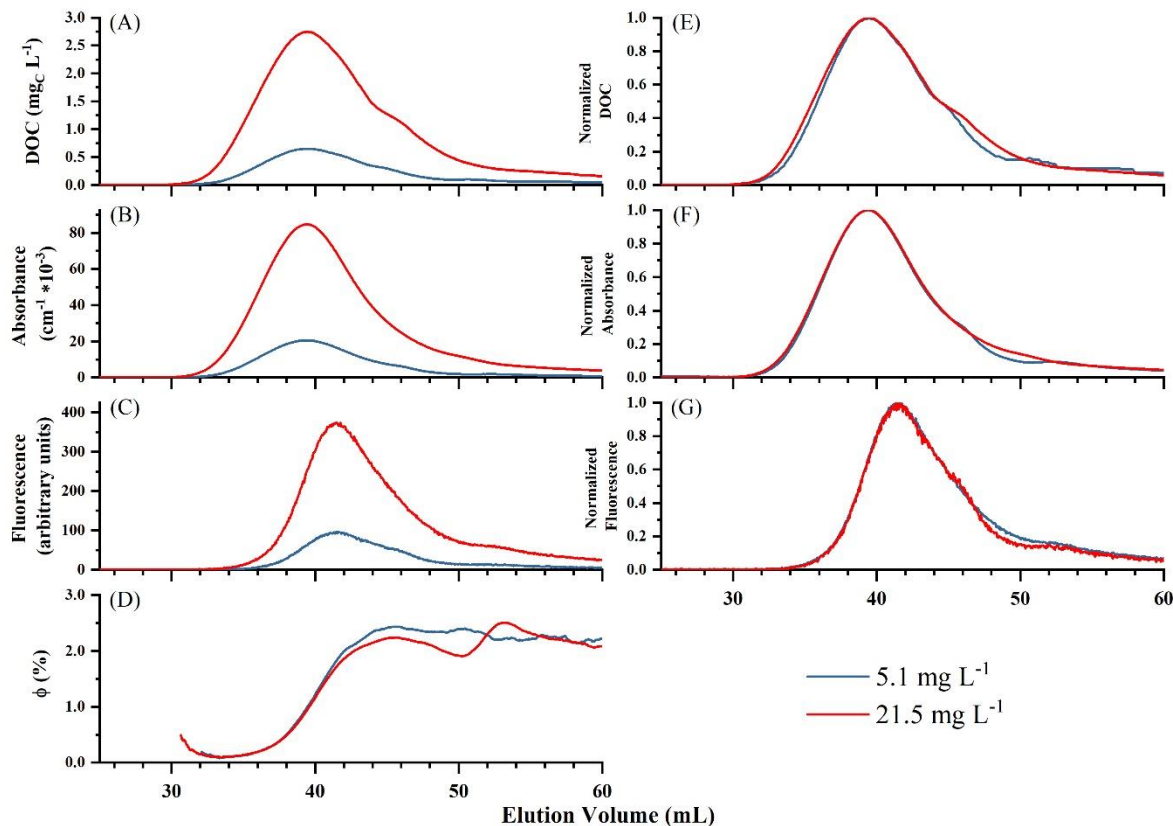 (A)
DOC (mg_C L⁻¹)
3.0
2.5
2.0
1.5
1.0
0.5
0.0
(B)
Absorbance
(cm⁻¹ *10⁻³)
80
60
40
20
0
(C)
Fluorescence
(arbitrary units)
400
300
200
100
0
(D)
ϕ (%)
3.0
2.0
1.0
0.0
30 40 50 60
(E)
Normalized
DOC
1.0
0.8
0.6
0.4
0.2
0.0
(F)
Normalized
Absorbance
1.0
0.8
0.6
0.4
0.2
0.0
(G)
Normalized
Fluorescence
1.0
0.8
0.6
0.4
0.2
0.0
30 40 50 60
5.1 mg L⁻¹
21.5 mg L⁻¹
Elution Volume (mL)